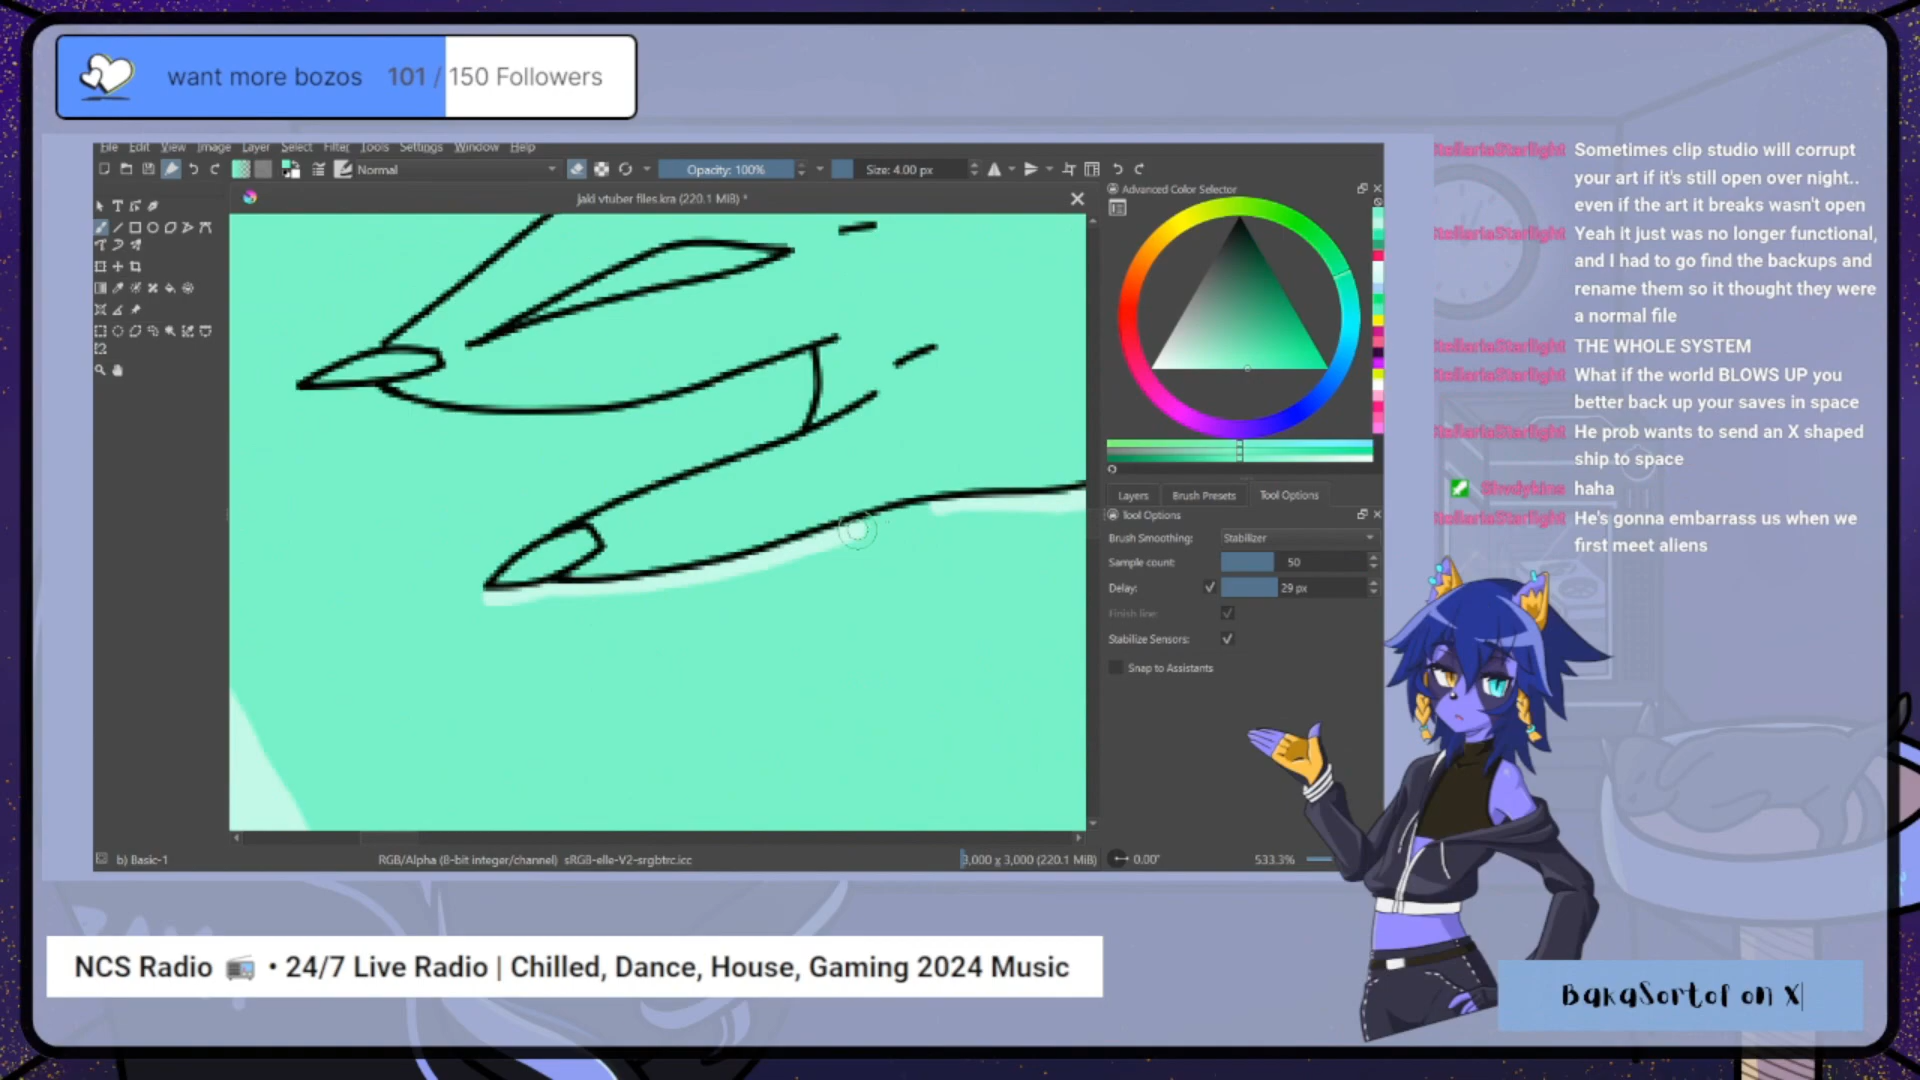 want more bozos 101 / 150 Followers
File Edit View Image Layer Select Filter Tools Settings Window Help
Normal Opacity: 100% Size: 4.00 px
jaki vtuber files.kra (220.1 MiB) *
Advanced Color Selector
Layers Brush Presets Tool Options
Tool Options
Brush Smoothing: Stabilizer
Sample count: 50
Delay: 29 px
Finish line:
Stabilize Sensors:
Snap to Assistants
b) Basic-1 RGB/Alpha (8-bit integer/channel) sRGB-elle-V2-srgbtrc.icc 3,000 x 3,000 (220.1 MiB) 0.00° 533.3%
StellariaStarlight Sometimes clip studio will corrupt
your art if it's still open over night..
even if the art it breaks wasn't open
StellariaStarlight Yeah it just was no longer functional,
and I had to go find the backups and
rename them so it thought they were
a normal file
StellariaStarlight THE WHOLE SYSTEM
StellariaStarlight What if the world BLOWS UP you
better back up your saves in space
StellariaStarlight He prob wants to send an X shaped
ship to space
haha
StellariaStarlight He's gonna embarrass us when we
first meet aliens
NCS Radio 📻 • 24/7 Live Radio | Chilled, Dance, House, Gaming 2024 Music
BakaSortof on X|